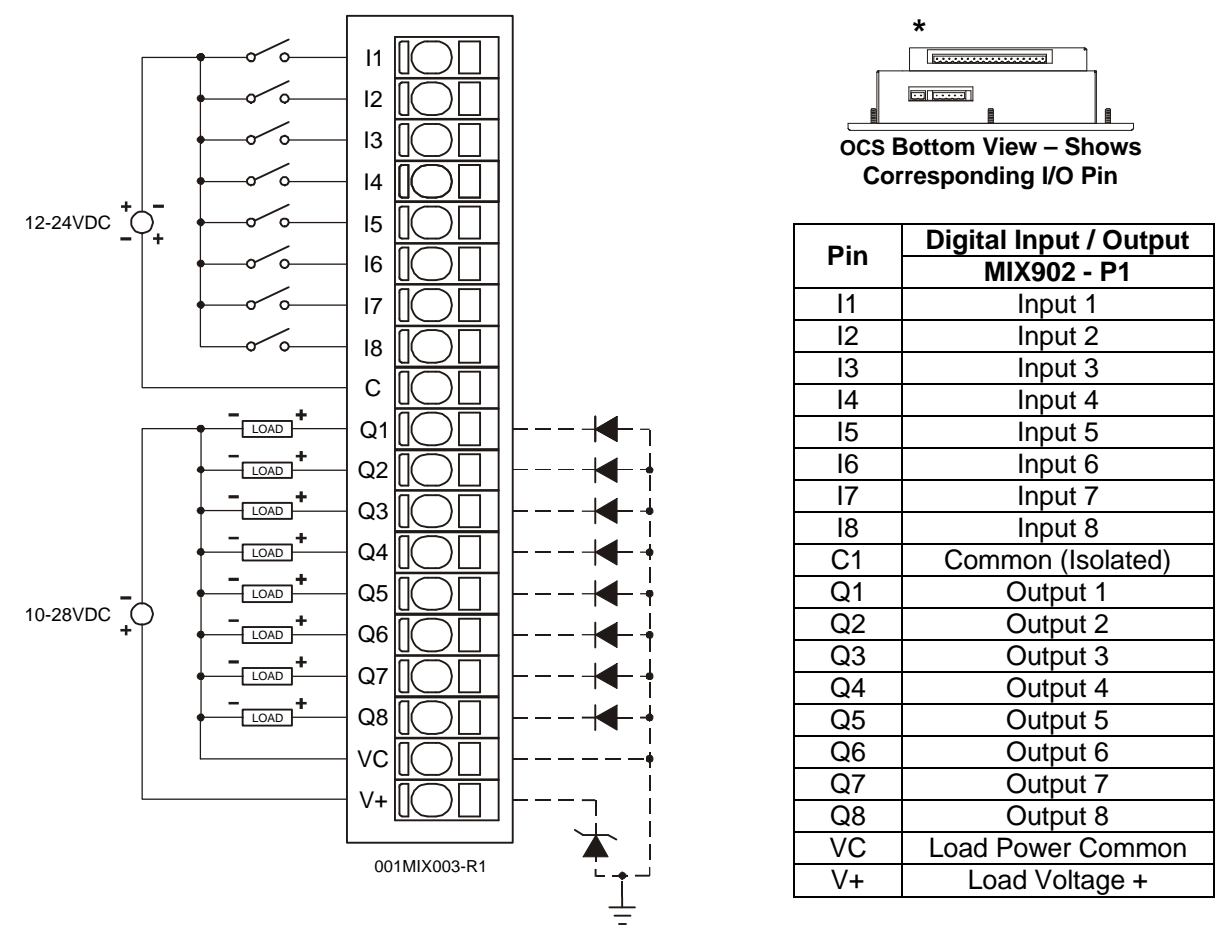 I1
I2
I3
I4
12-24VDC
+ −
− +
I5
I6
I7
I8
C
− LOAD + Q1
− LOAD + Q2
− LOAD + Q3
− LOAD + Q4
− LOAD + Q5
10-28VDC
−
+
− LOAD + Q6
− LOAD + Q7
− LOAD + Q8
VC
V+
001MIX003-R1
*
OCS Bottom View – Shows
Corresponding I/O Pin
Pin Digital Input / Output
MIX902 - P1
I1 Input 1
I2 Input 2
I3 Input 3
I4 Input 4
I5 Input 5
I6 Input 6
I7 Input 7
I8 Input 8
C1 Common (Isolated)
Q1 Output 1
Q2 Output 2
Q3 Output 3
Q4 Output 4
Q5 Output 5
Q6 Output 6
Q7 Output 7
Q8 Output 8
VC Load Power Common
V+ Load Voltage +